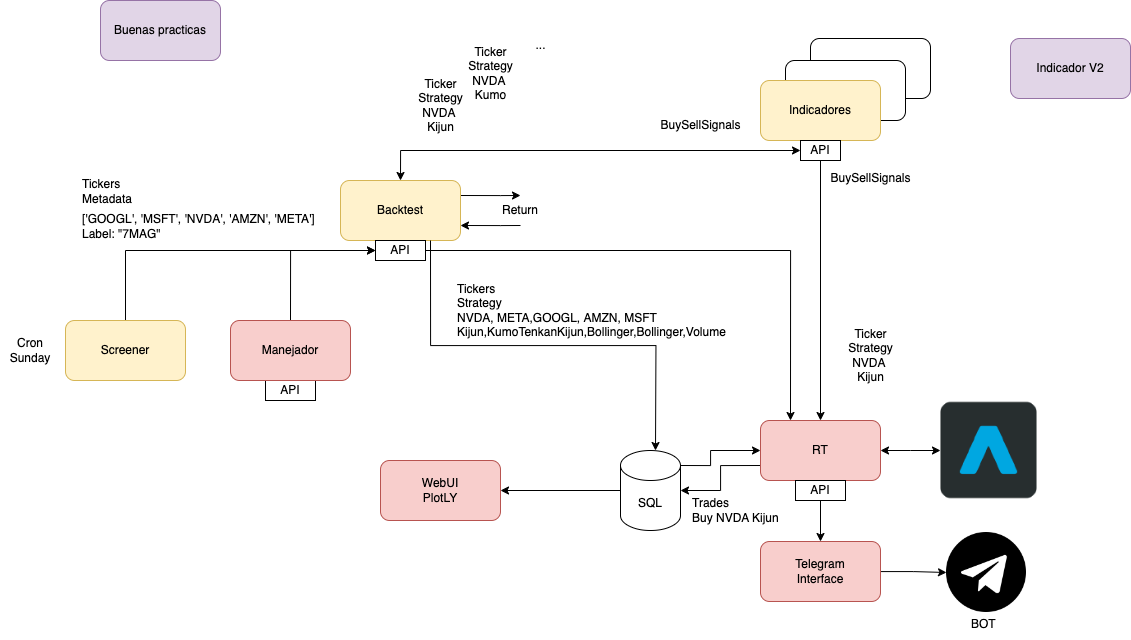 Buenas practicas
...
Ticker
Strategy
NVDA
Kumo
Ticker
Strategy
NVDA
Kijun
Indicador V2
Indicadores
API
BuySellSignals
BuySellSignals
Tickers
Metadata
['GOOGL', 'MSFT', 'NVDA', 'AMZN', 'META']
Label: "7MAG"
Backtest
API
Return
Tickers
Strategy
NVDA, META,GOOGL, AMZN, MSFT
Kijun,KumoTenkanKijun,Bollinger,Bollinger,Volume
Cron
Sunday
Screener
Manejador
API
Ticker
Strategy
NVDA
Kijun
RT
API
WebUI
PlotLY
SQL
Trades
Buy NVDA Kijun
Telegram
Interface
BOT